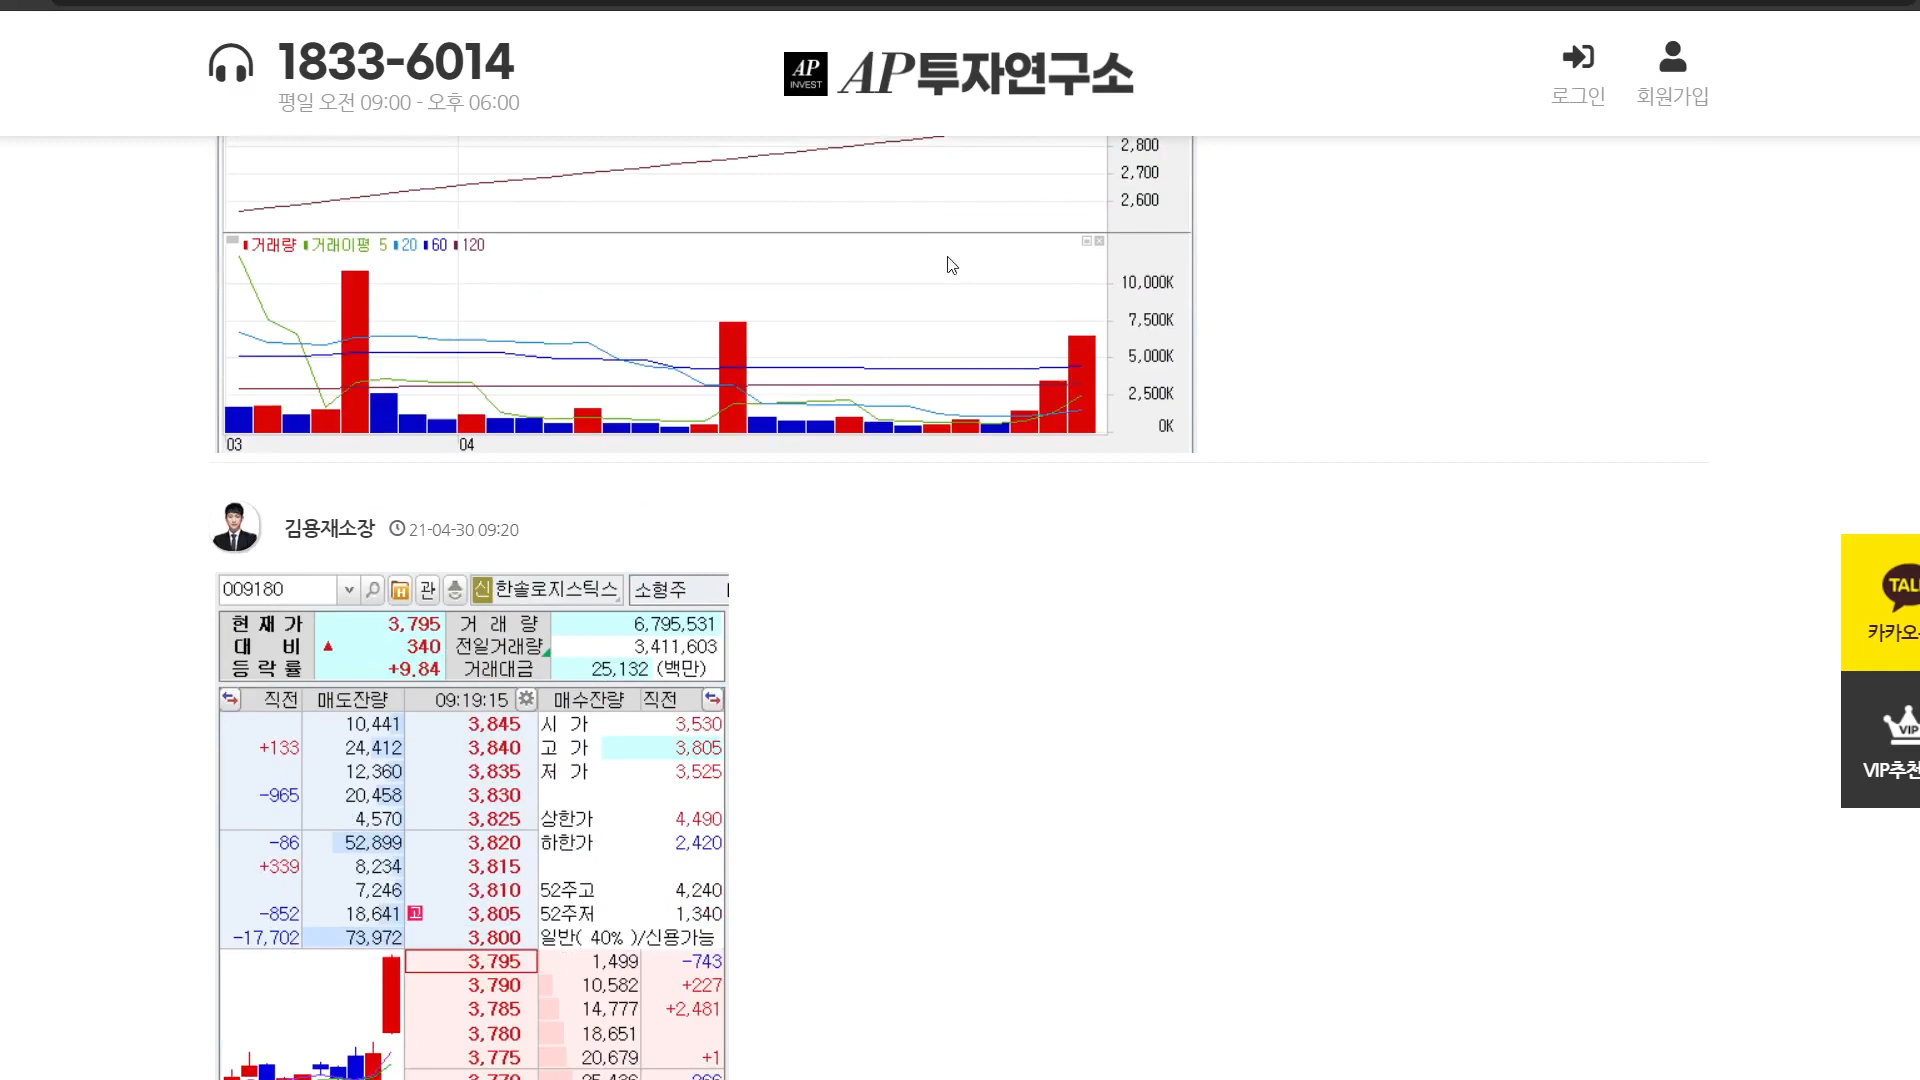 1833-6014
평일 오전 09:00 - 오후 06:00
AP
INVEST
AP투자연구소
로그인
회원가입
2,800
2,700
2,600
거래량 거래이평 5 20 60 120
10,000K
7,500K
5,000K
2,500K
0K
03 04
김용재소장 21-04-30 09:20
009180 관 신 한솔로지스틱스 소형주
현재가 3,795 거래량 6,795,531
대비 ▲ 340 전일거래량 3,411,603
등락률 +9.84 거래대금 25,132 (백만)
직전 매도잔량 09:19:15 매수잔량 직전
10,441 3,845 시가 3,530
+133 24,412 3,840 고가 3,805
12,360 3,835 저가 3,525
-965 20,458 3,830
4,570 3,825 상한가 4,490
-86 52,899 3,820 하한가 2,420
+339 8,234 3,815
7,246 3,810 52주고 4,240
-852 18,641 고 3,805 52주저 1,340
-17,702 73,972 3,800 일반( 40% )/신용가능
3,795 1,499 -743
3,790 10,582 +227
3,785 14,777 +2,481
3,780 18,651
3,775 20,679 +1
TAL
카카오
VIP
VIP추천